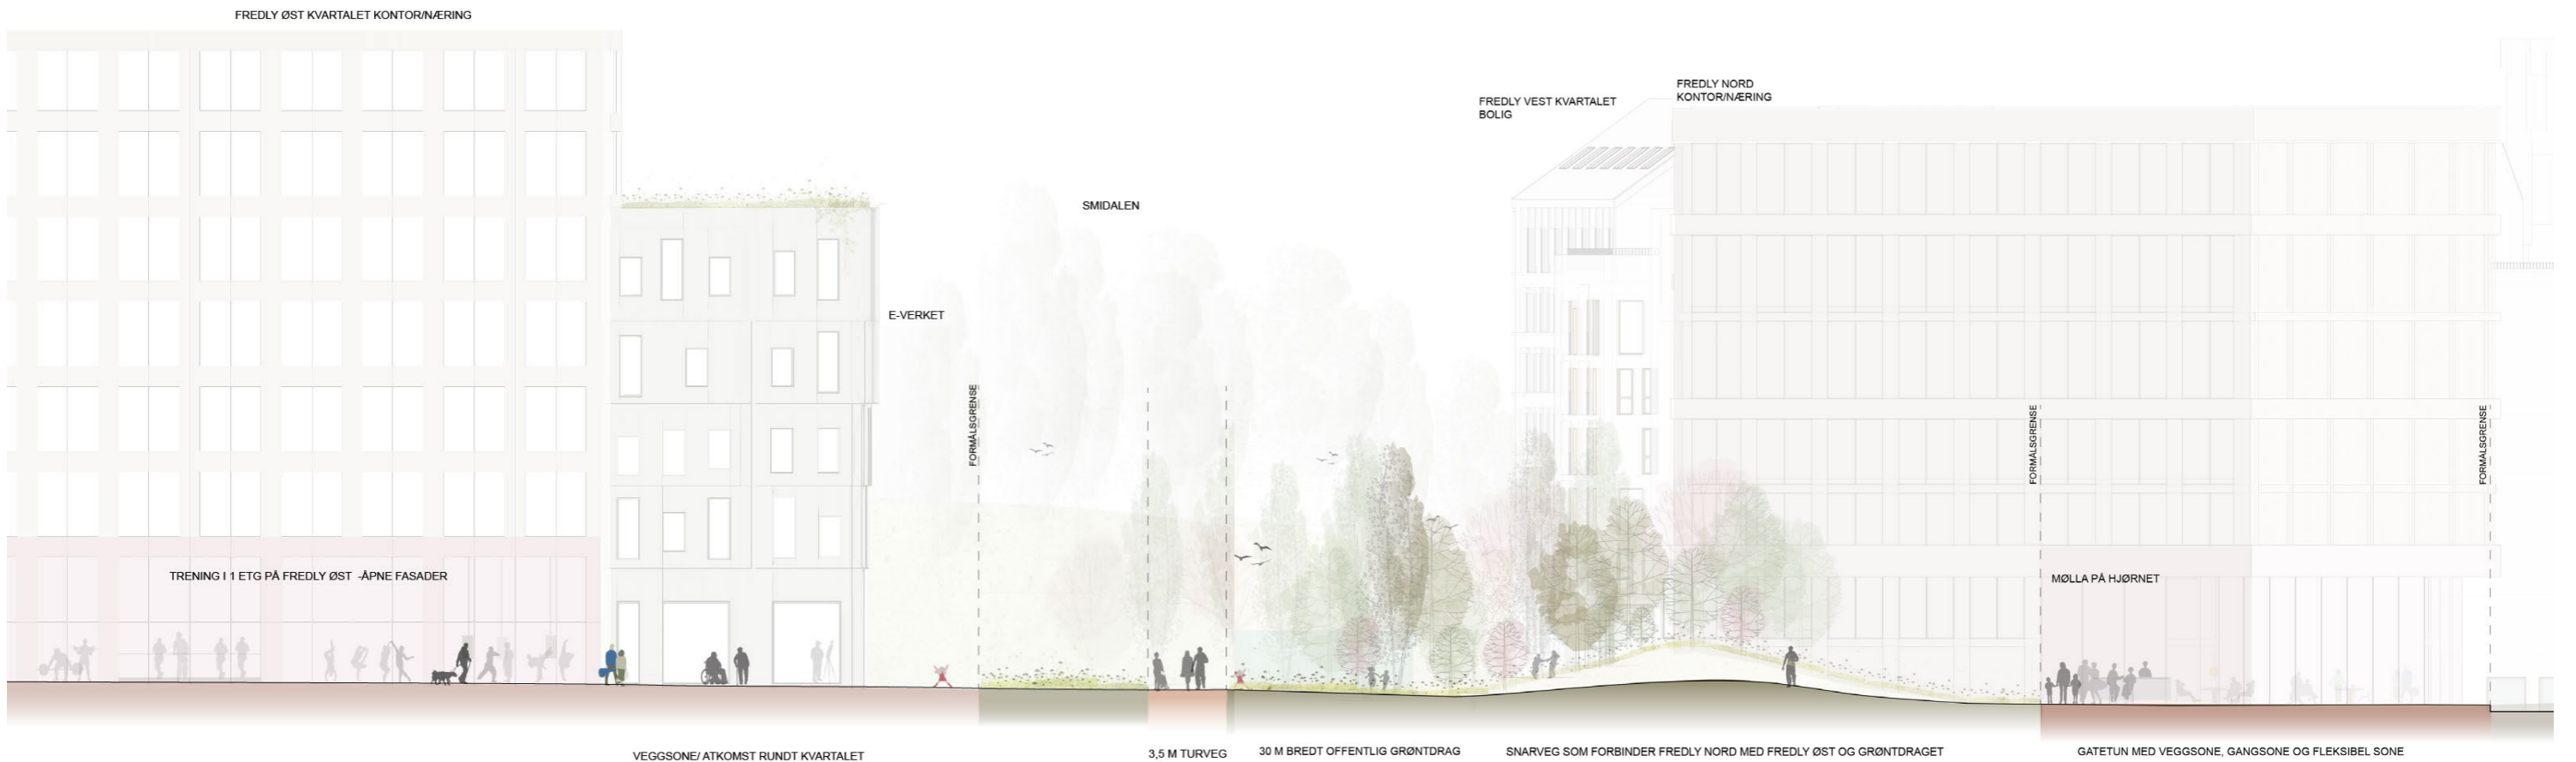 FREDLY ØST KVARTALET KONTOR/NÆRING
FREDLY NORD
KONTOR/NÆRING
FREDLY VEST KVARTALET
BOLIG
SMIDALEN
E-VERKET
FORMÅLSGRENSE
FORMÅLSGRENSE
FORMÅLSGRENSE
TRENING I 1 ETG PÅ FREDLY ØST -ÅPNE FASADER
MØLLA PÅ HJØRNET
VEGGSONE/ ATKOMST RUNDT KVARTALET
3,5 M TURVEG
30 M BREDT OFFENTLIG GRØNTDRAG
SNARVEG SOM FORBINDER FREDLY NORD MED FREDLY ØST OG GRØNTDRAGET
GATETUN MED VEGGSONE, GANGSONE OG FLEKSIBEL SONE